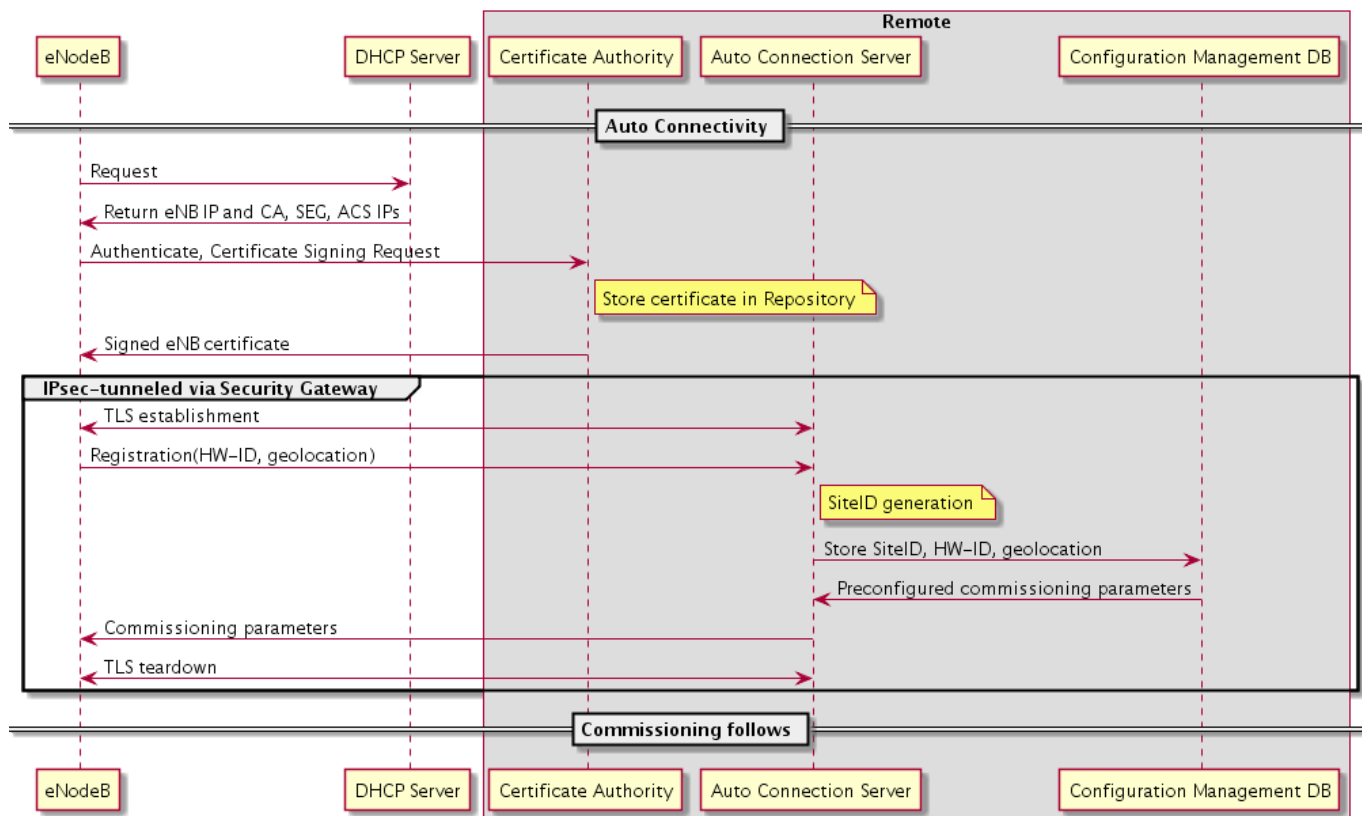 Remote
eNodeB
DHCP Server
Certificate Authority
Auto Connection Server
Configuration Management DB
Auto Connectivity
Request
Return eNB IP and CA, SEG, ACS IPs
Authenticate, Certificate Signing Request
Store certificate in Repository
Signed eNB certificate
IPsec-tunneled via Security Gateway
TLS establishment
Registration(HW-ID, geolocation)
SiteID generation
Store SiteID, HW-ID, geolocation
Preconfigured commissioning parameters
Commissioning parameters
TLS teardown
Commissioning follows
eNodeB
DHCP Server
Certificate Authority
Auto Connection Server
Configuration Management DB